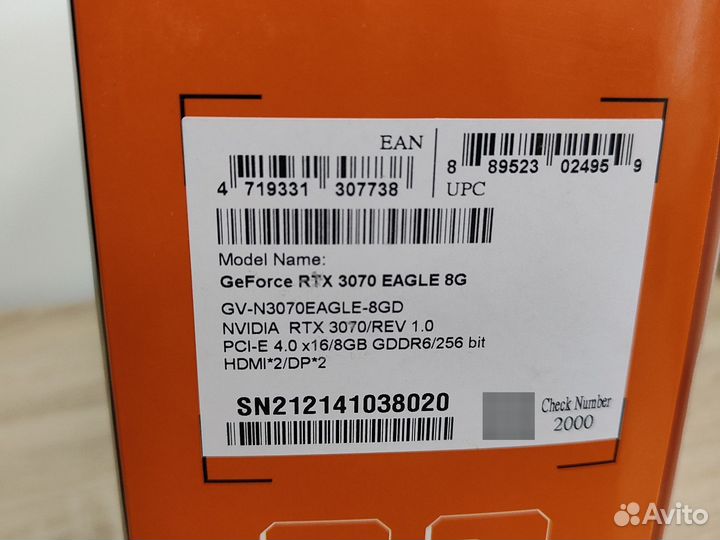 EAN
4 719331 307738
8 89523 02495 9
UPC
Model Name:
GeForce RTX 3070 EAGLE 8G
GV-N3070EAGLE-8GD
NVIDIA RTX 3070/REV 1.0
PCI-E 4.0 x16/8GB GDDR6/256 bit
HDMI*2/DP*2
SN212141038020
Check Number
2000
Avito